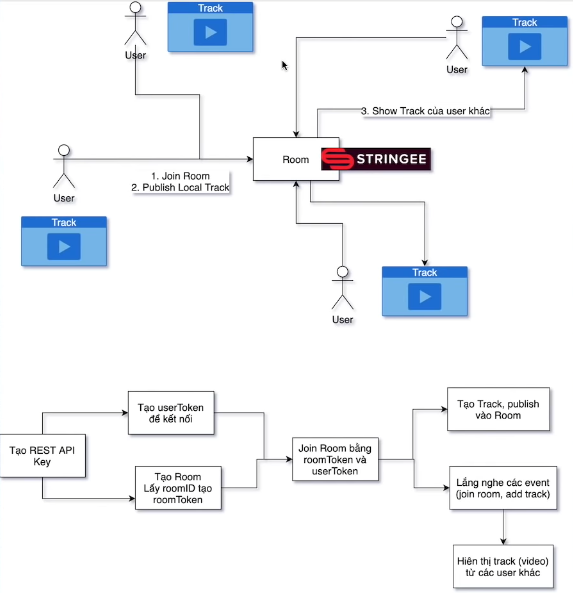 Track
User
Track
User
3. Show Track của user khác
Room
STRINGEE
1. Join Room
2. Publish Local Track
User
Track
Track
User
Tạo userToken
để kết nối
Tạo Track, publish
vào Room
Tạo REST API
Key
Join Room bằng
roomToken và
userToken
Tạo Room
Lấy roomID tạo
roomToken
Lắng nghe các event
(join room, add track)
Hiên thị track (video)
từ các user khác